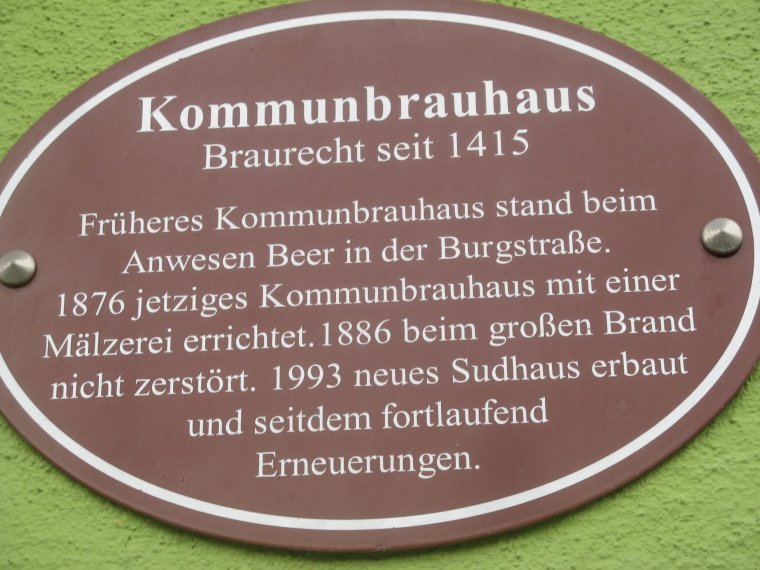 Kommunbrauhaus
Braurecht seit 1415
Früheres Kommunbrauhaus stand beim
Anwesen Beer in der Burgstraße.
1876 jetziges Kommunbrauhaus mit einer
Mälzerei errichtet.1886 beim großen Brand
nicht zerstört. 1993 neues Sudhaus erbaut
und seitdem fortlaufend
Erneuerungen.